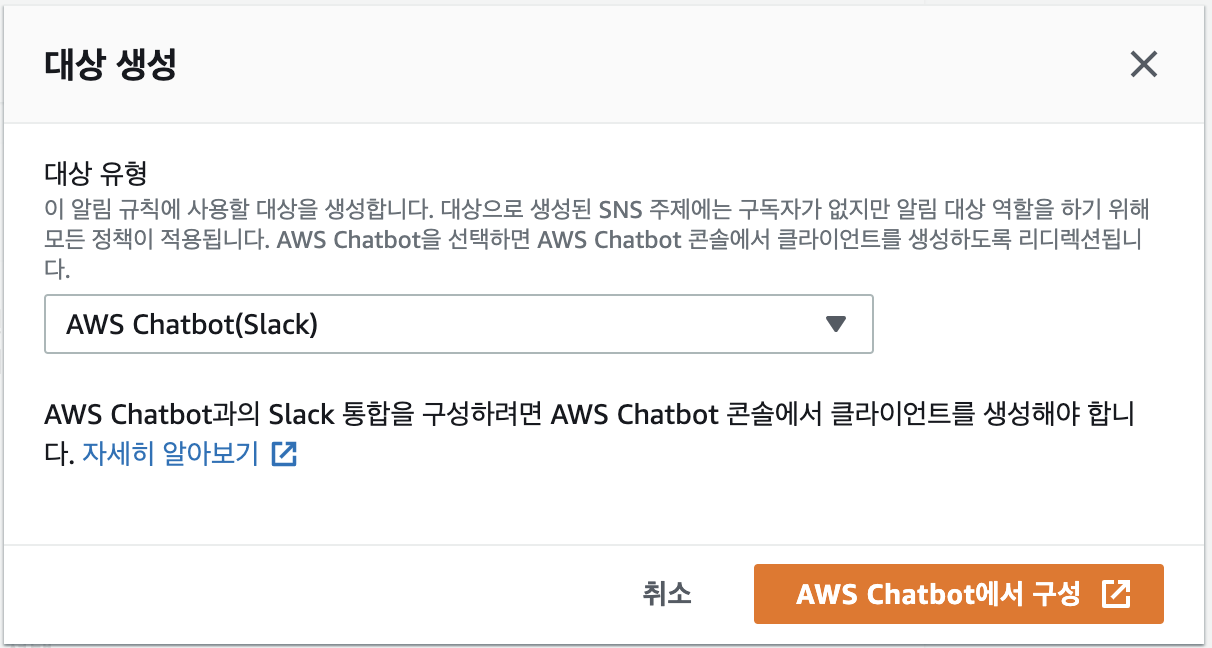 대상 생성
대상 유형
이 알림 규칙에 사용할 대상을 생성합니다. 대상으로 생성된 SNS 주제에는 구독자가 없지만 알림 대상 역할을 하기 위해
모든 정책이 적용됩니다. AWS Chatbot을 선택하면 AWS Chatbot 콘솔에서 클라이언트를 생성하도록 리디렉션됩니
다.
AWS Chatbot(Slack)
AWS Chatbot과의 Slack 통합을 구성하려면 AWS Chatbot 콘솔에서 클라이언트를 생성해야 합니
다. 자세히 알아보기
취소
AWS Chatbot에서 구성